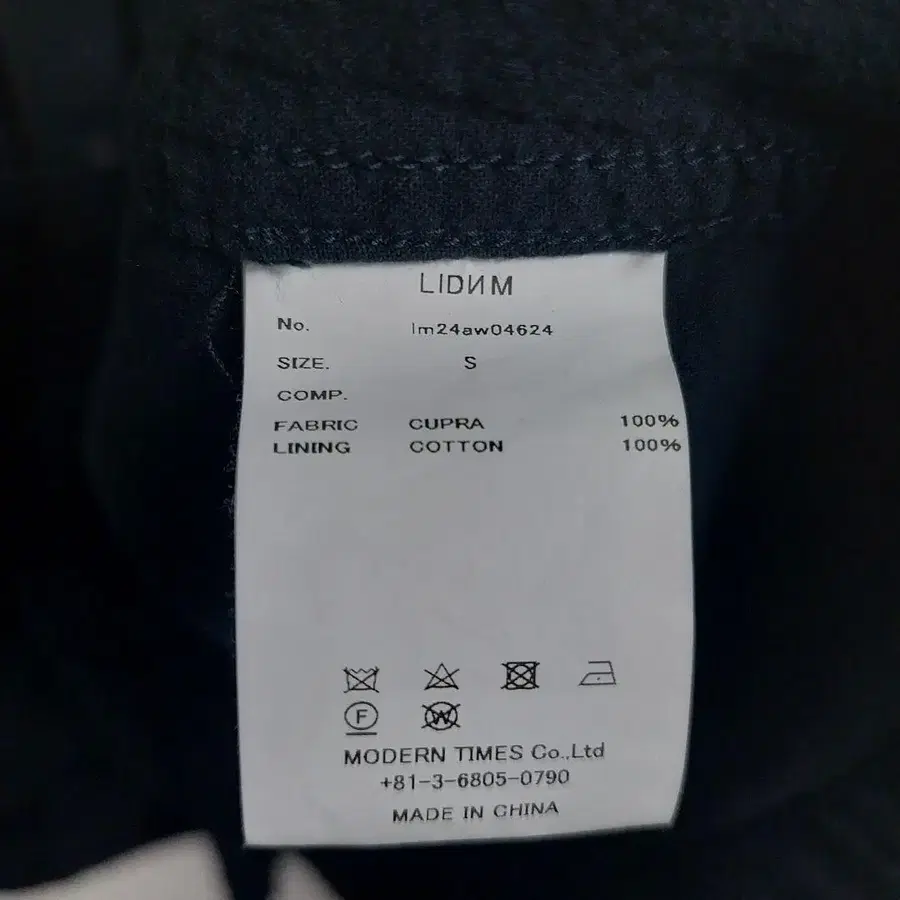 LIDИM
No. lm24aw04624
SIZE. S
COMP.
FABRIC CUPRA 100%
LINING COTTON 100%
F W
MODERN TIMES Co.,Ltd
+81-3-6805-0790
MADE IN CHINA